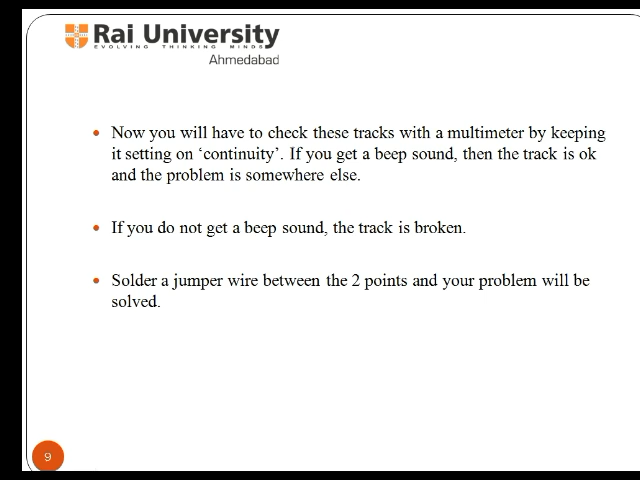 Rai University
EVOLVING THINKING MINDS
Ahmedabad
• Now you will have to check these tracks with a multimeter by keeping
it setting on ‘continuity’. If you get a beep sound, then the track is ok
and the problem is somewhere else.
• If you do not get a beep sound, the track is broken.
• Solder a jumper wire between the 2 points and your problem will be
solved.
9